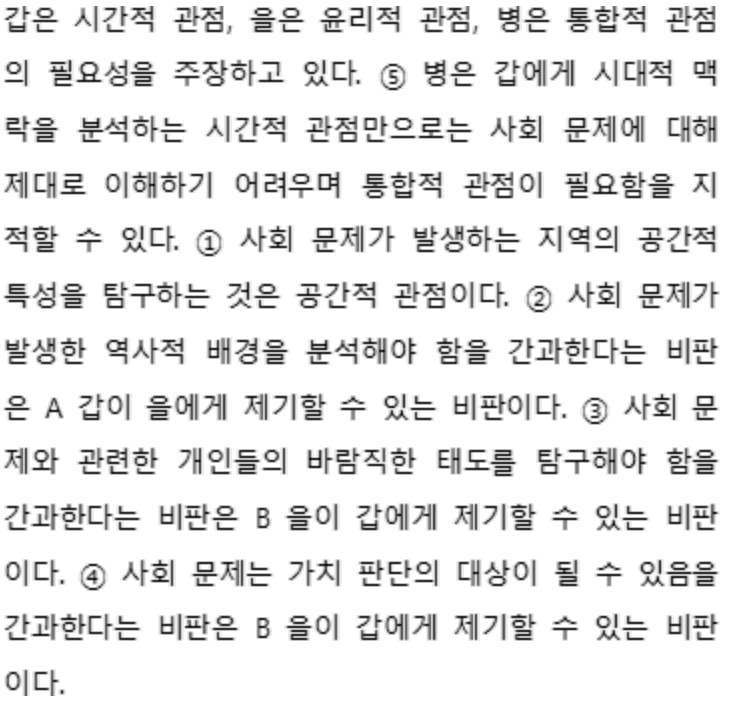 갑은 시간적 관점, 을은 윤리적 관점, 병은 통합적 관점
의 필요성을 주장하고 있다. ⑤ 병은 갑에게 시대적 맥
락을 분석하는 시간적 관점만으로는 사회 문제에 대해
제대로 이해하기 어려우며 통합적 관점이 필요함을 지
적할 수 있다. ① 사회 문제가 발생하는 지역의 공간적
특성을 탐구하는 것은 공간적 관점이다. ② 사회 문제가
발생한 역사적 배경을 분석해야 함을 간과한다는 비판
은 A 갑이 을에게 제기할 수 있는 비판이다. ③ 사회 문
제와 관련한 개인들의 바람직한 태도를 탐구해야 함을
간과한다는 비판은 B 을이 갑에게 제기할 수 있는 비판
이다. ④ 사회 문제는 가치 판단의 대상이 될 수 있음을
간과한다는 비판은 B 을이 갑에게 제기할 수 있는 비판
이다.